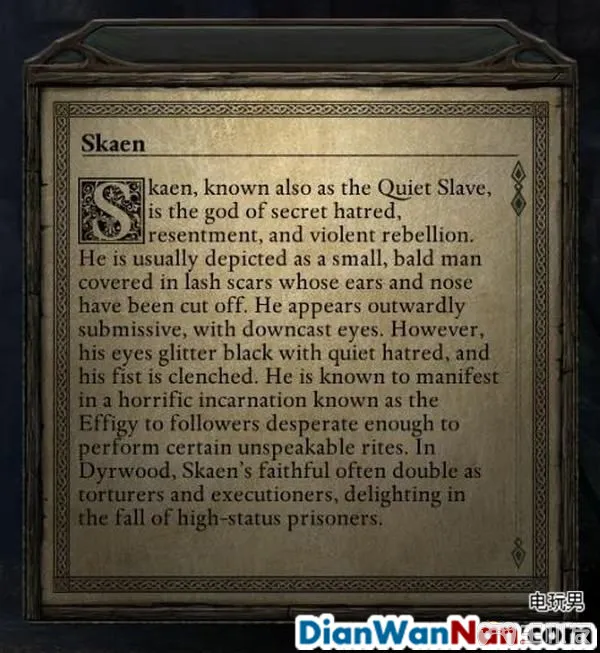 Skaen
Skaen, known also as the Quiet Slave,
is the god of secret hatred,
resentment, and violent rebellion.
He is usually depicted as a small, bald man
covered in lash scars whose ears and nose
have been cut off. He appears outwardly
submissive, with downcast eyes. However,
his eyes glitter black with quiet hatred, and
his fist is clenched. He is known to manifest
in a horrific incarnation known as the
Effigy to followers desperate enough to
perform certain unspeakable rites. In
Dyrwood, Skaen's faithful often double as
torturers and executioners, delighting in
the fall of high-status prisoners.
电玩男
DianWanNan.com